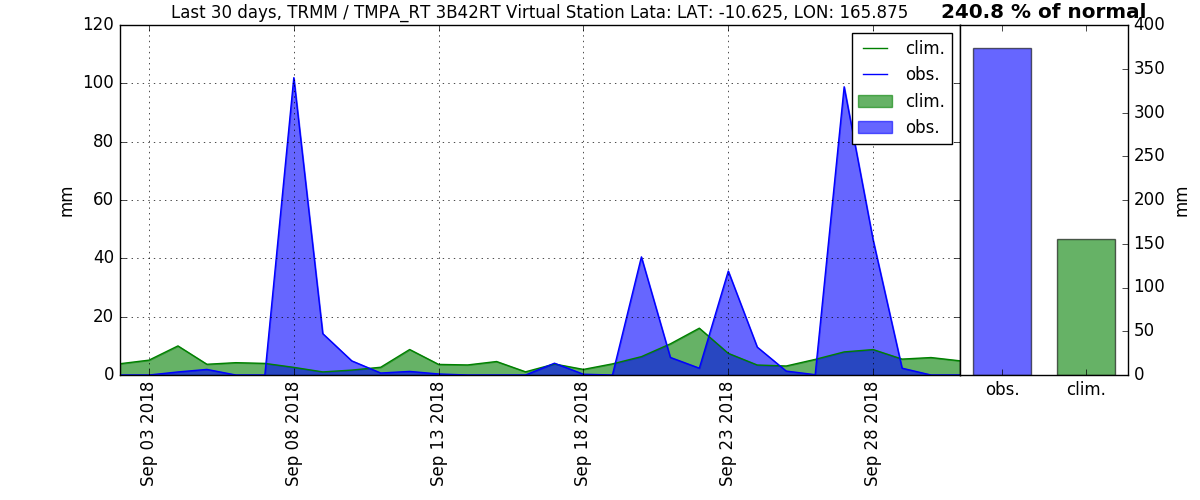 Last 30 days, TRMM / TMPA_RT 3B42RT Virtual Station Lata: LAT: -10.625, LON: 165.875
240.8 % of normal
120
100
80
60
40
20
0
mm
clim.
obs.
clim.
obs.
400
350
300
250
200
150
100
50
0
mm
Sep 03 2018
Sep 08 2018
Sep 13 2018
Sep 18 2018
Sep 23 2018
Sep 28 2018
obs.
clim.